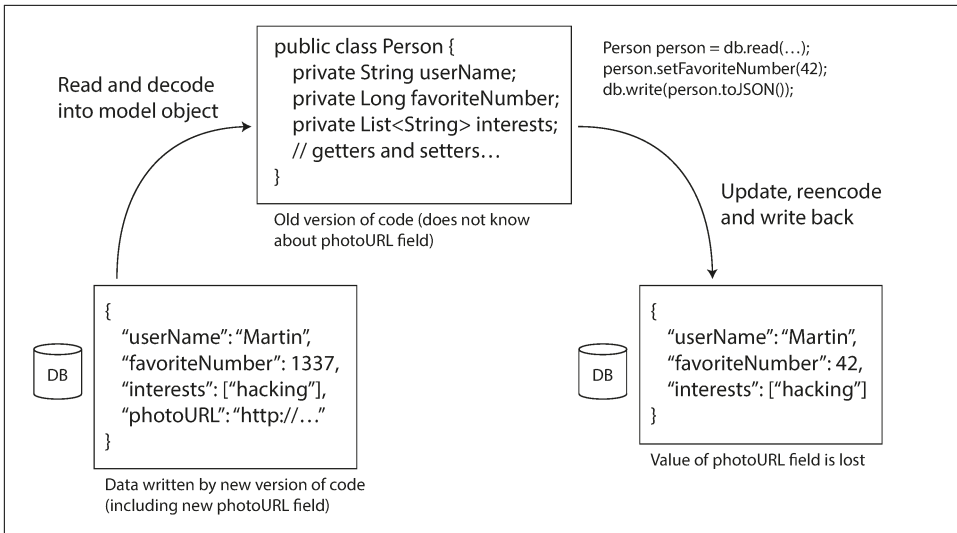 Read and decode
into model object
public class Person {
private String userName;
private Long favoriteNumber;
private List<String> interests;
// getters and setters…
}
Old version of code (does not know
about photoURL field)
Person person = db.read(…);
person.setFavoriteNumber(42);
db.write(person.toJSON());
Update, reencode
and write back
DB
{
“userName”: “Martin”,
“favoriteNumber”: 1337,
“interests”: [“hacking”],
“photoURL”: “http://…”
}
Data written by new version of code
(including new photoURL field)
DB
{
“userName”: “Martin”,
“favoriteNumber”: 42,
“interests”: [“hacking”]
}
Value of photoURL field is lost